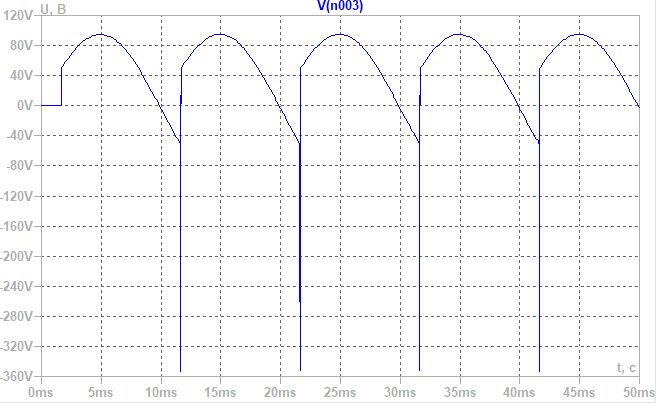 V(n003)
U, В
120V
80V
40V
0V
-40V
-80V
-120V
-160V
-200V
-240V
-280V
-320V
-360V
t, c
0ms 5ms 10ms 15ms 20ms 25ms 30ms 35ms 40ms 45ms 50ms